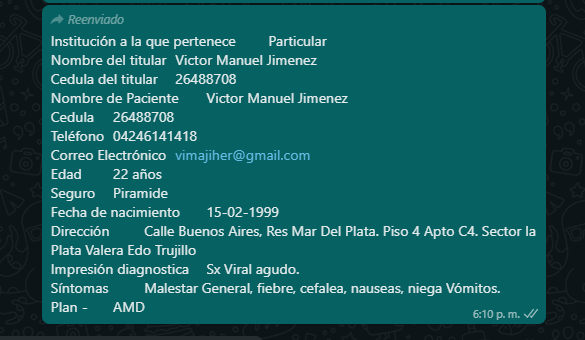 Reenviado
Institución a la que pertenece Particular
Nombre del titular Victor Manuel Jimenez
Cedula del titular 26488708
Nombre de Paciente Victor Manuel Jimenez
Cedula 26488708
Teléfono 04246141418
Correo Electrónico vimajiher@gmail.com
Edad 22 años
Seguro Piramide
Fecha de nacimiento 15-02-1999
Dirección Calle Buenos Aires, Res Mar Del Plata. Piso 4 Apto C4. Sector la
Plata Valera Edo Trujillo
Impresión diagnostica Sx Viral agudo.
Síntomas Malestar General, fiebre, cefalea, nauseas, niega Vómitos.
Plan - AMD
6:10 p. m.